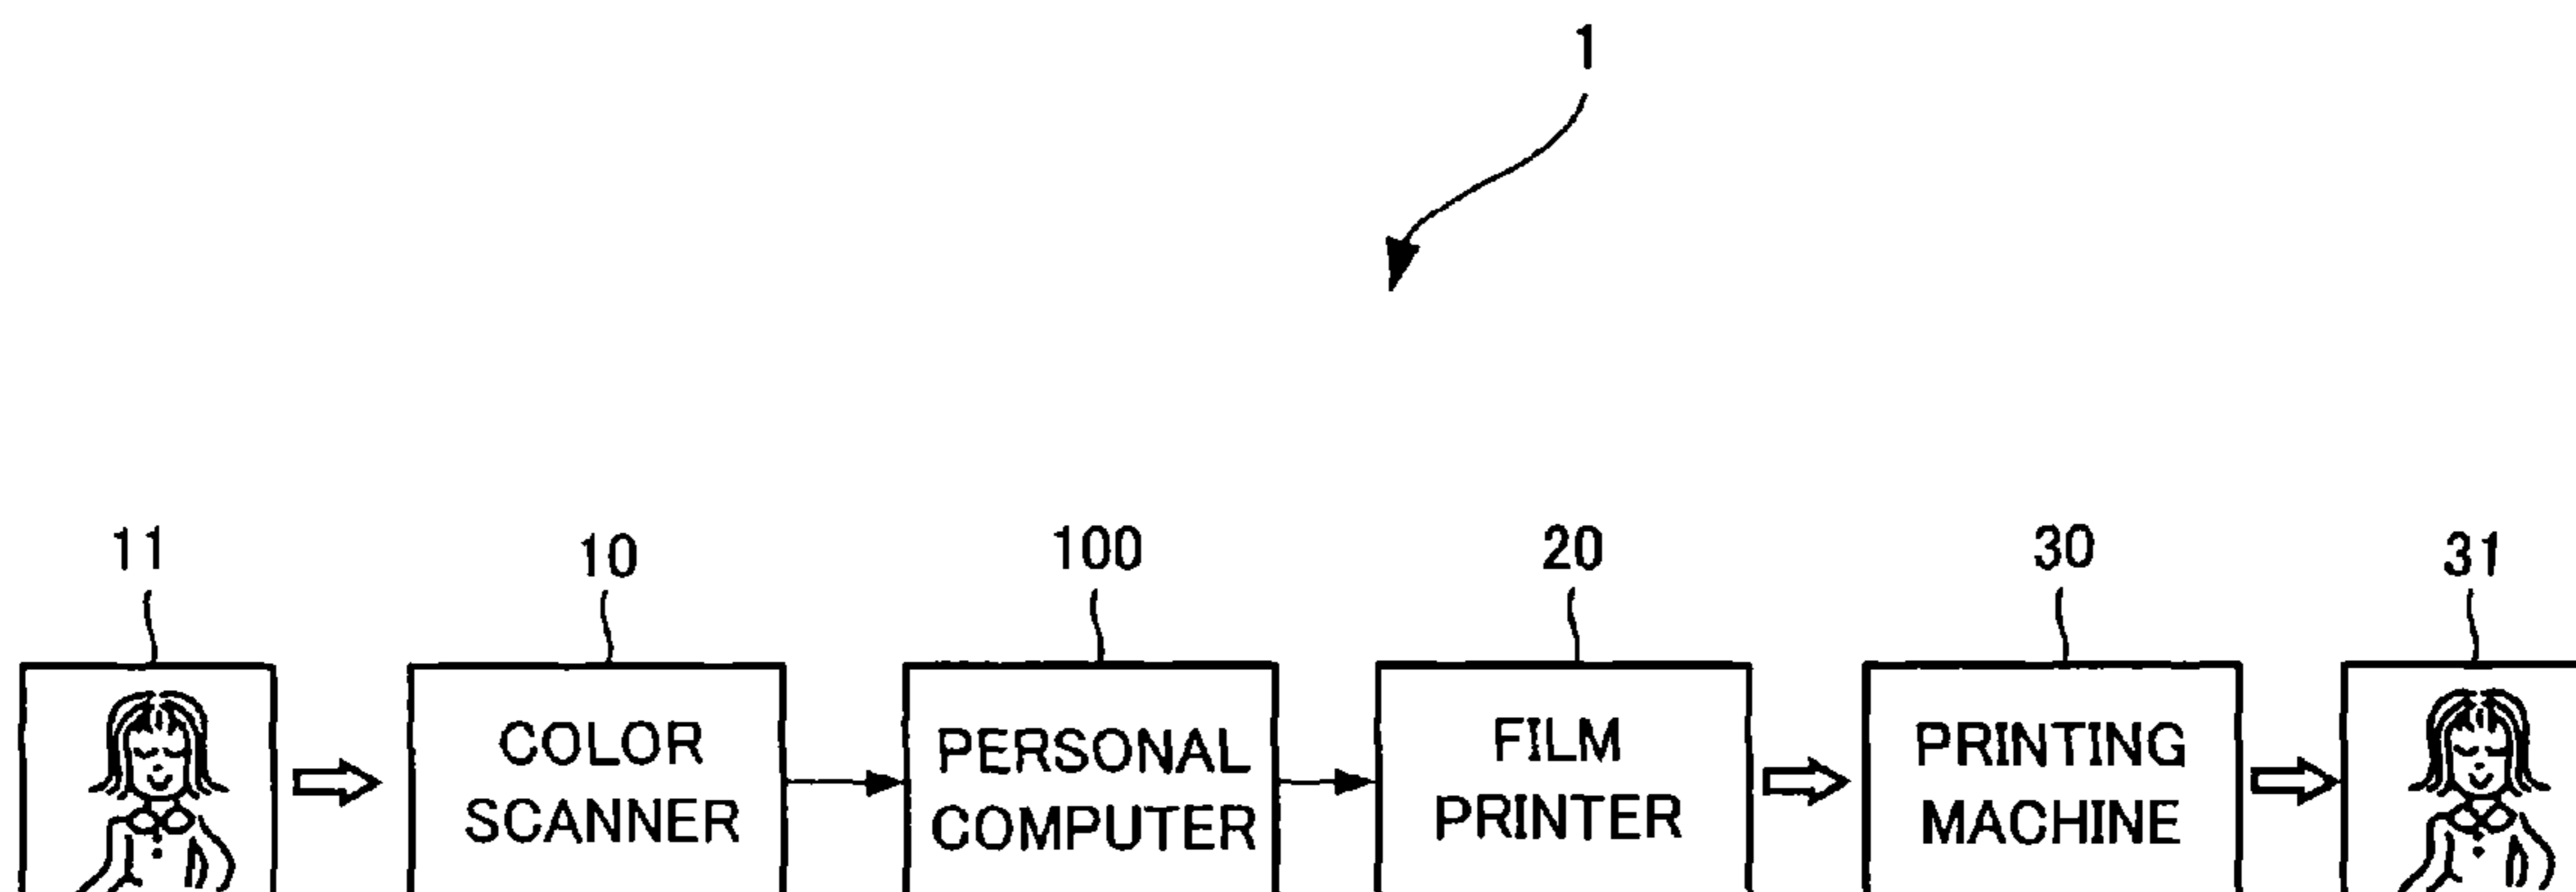 1
11
10
100
20
30
31
COLOR
SCANNER
PERSONAL
COMPUTER
FILM
PRINTER
PRINTING
MACHINE